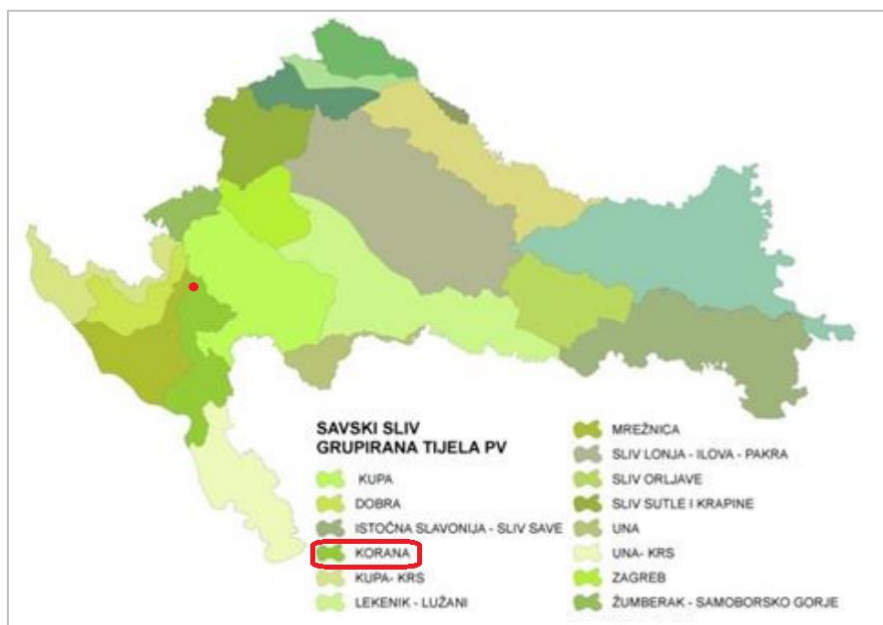 SAVSKI SLIV
GRUPIRANA TIJELA PV
KUPA
DOBRA
ISTOČNA SLAVONIJA - SLIV SAVE
KORANA
KUPA- KRS
LEKENIK - LUŽANI
MREŽNICA
SLIV LONJA - ILOVA - PAKRA
SLIV ORLJAVE
SLIV SUTLE I KRAPINE
UNA
UNA- KRS
ZAGREB
ŽUMBERAK - SAMOBORSKO GORJE